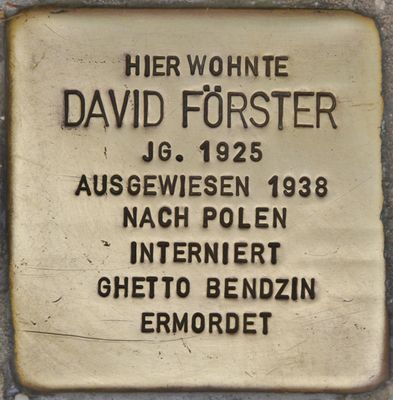 HIER WOHNTE
DAVID FÖRSTER
JG. 1925
AUSGEWIESEN 1938
NACH POLEN
INTERNIERT
GHETTO BENDZIN
ERMORDET